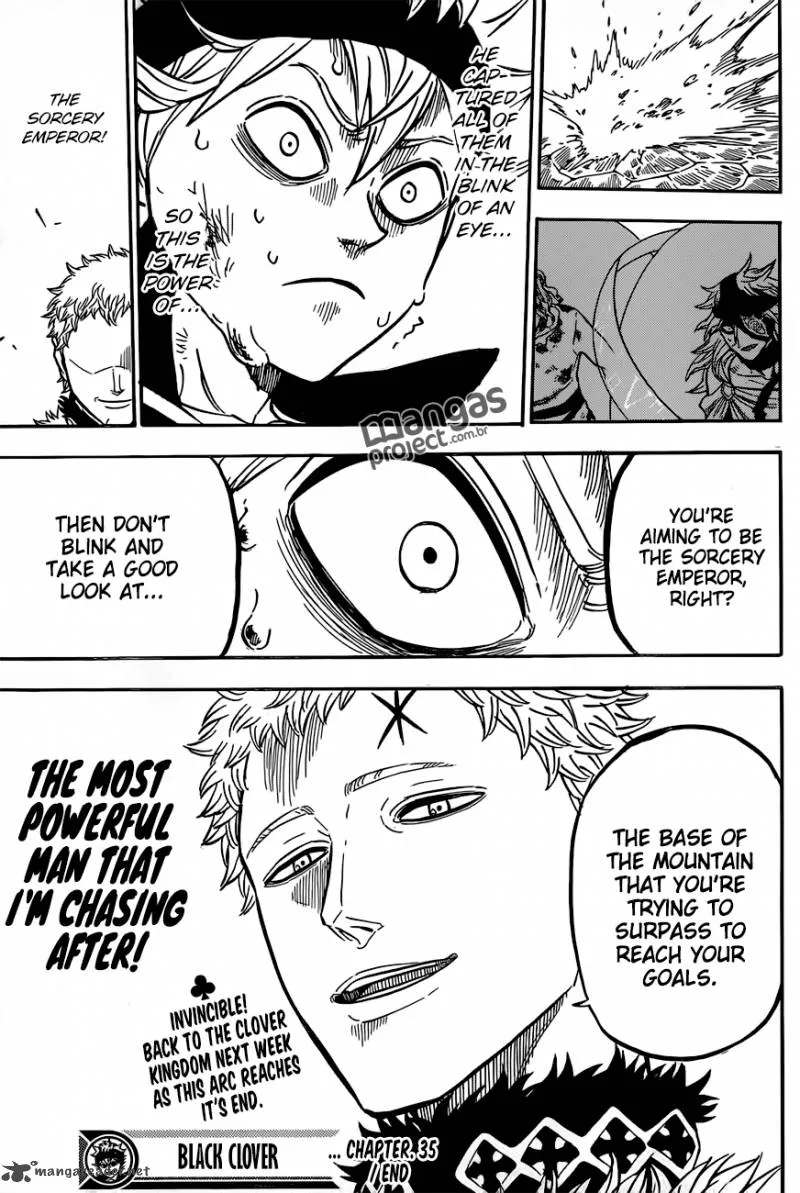 HE
CAP-
TURED
ALL OF
THEM
IN THE
BLINK
OF AN
EYE...
SO
THIS
IS THE
POWER
OF...
THE
SORCERY
EMPEROR!
mangas
project.com.br
YOU'RE
AIMING TO BE
THE SORCERY
EMPEROR,
RIGHT?
THEN DON'T
BLINK AND
TAKE A GOOD
LOOK AT...
THE BASE OF
THE MOUNTAIN
THAT YOU'RE
TRYING TO
SURPASS TO
REACH YOUR
GOALS.
THE MOST
POWERFUL
MAN THAT
I'M CHASING
AFTER!
INVINCIBLE!
BACK TO THE CLOVER
KINGDOM NEXT WEEK
AS THIS ARC REACHES
IT'S END.
BLACK CLOVER
... CHAPTER. 35
/ END